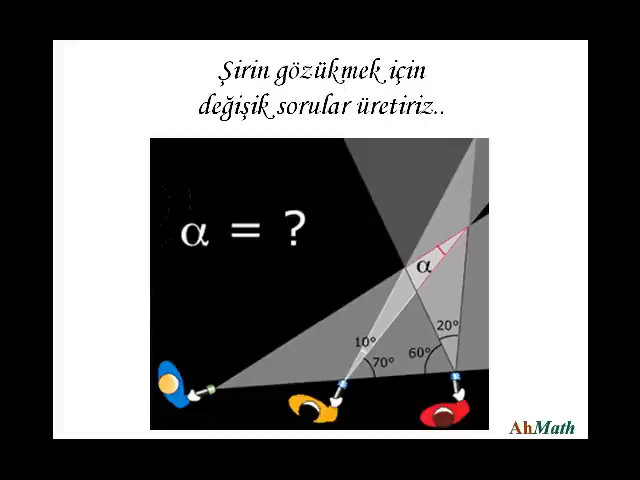 Şirin gözükmek için
değişik sorular üretiriz..
α = ?
α
20°
10°
70°
60°
AhMath